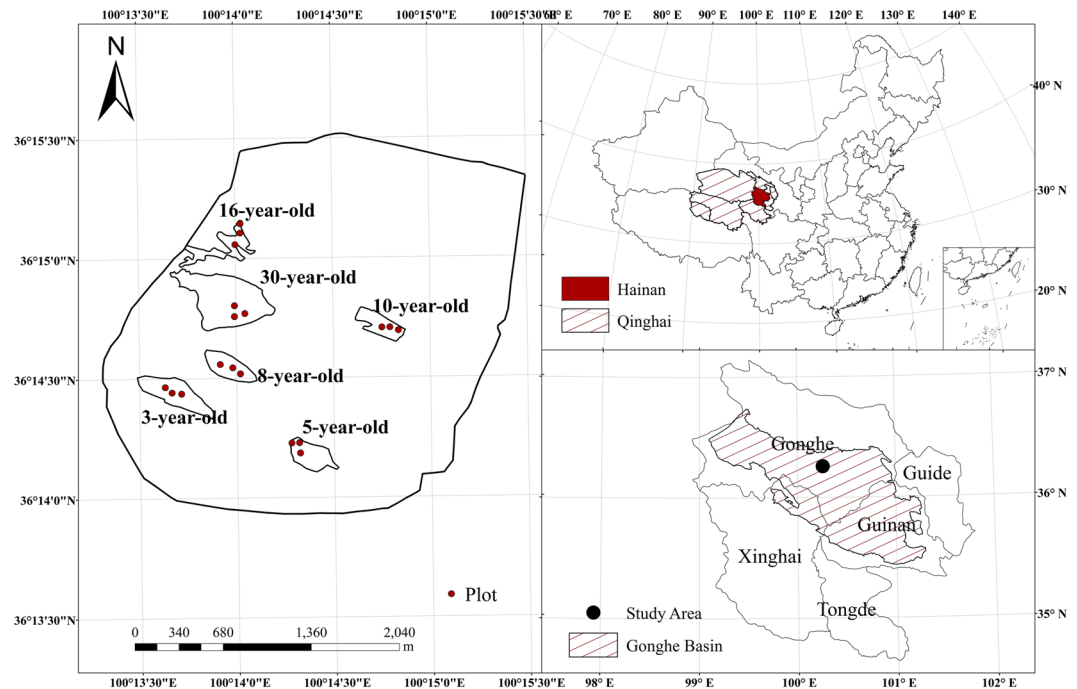 100°13'30"E 100°14'0"E 100°14'30"E 100°15'0"E 100°15'30"E
N
36°15'30"N
36°15'0"N
36°14'30"N
36°14'0"N
36°13'30"N
16-year-old
30-year-old
10-year-old
8-year-old
3-year-old
5-year-old
Plot
0 340 680 1,360 2,040
m
100°13'30"E 100°14'0"E 100°14'30"E 100°15'0"E 100°15'30"E
70° E 80° E 90° E 100° E 110° E 120° E 130° E 140° E
40° N
30° N
20° N
Hainan
Qinghai
37° N
36° N
35° N
Gonghe
Guide
Guinan
Xinghai
Tongde
Study Area
Gonghe Basin
98° E 99° E 100° E 101° E 102° E